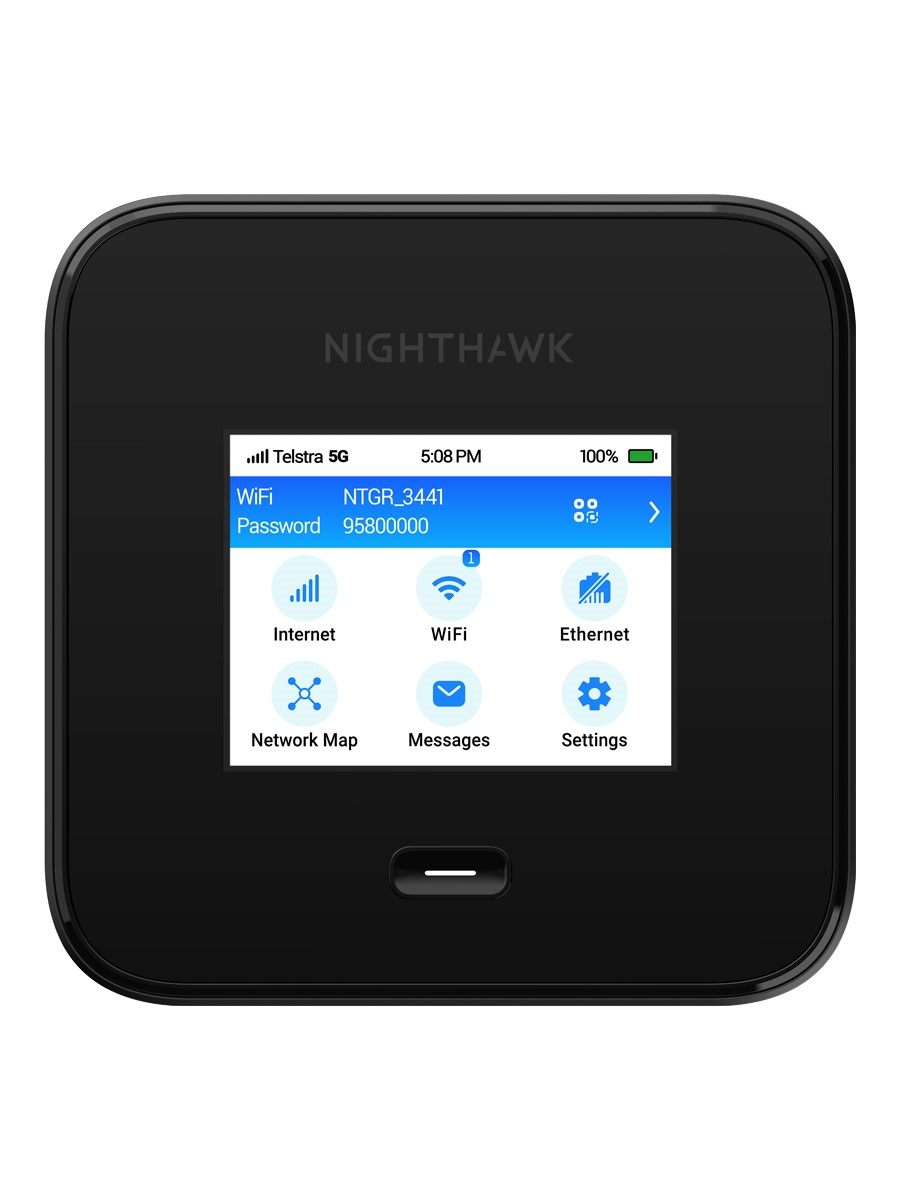 NIGHTHAWK
Telstra 5G 5:08 PM 100%
WiFi NTGR_3441
Password 95800000
1
Internet WiFi Ethernet
Network Map Messages Settings